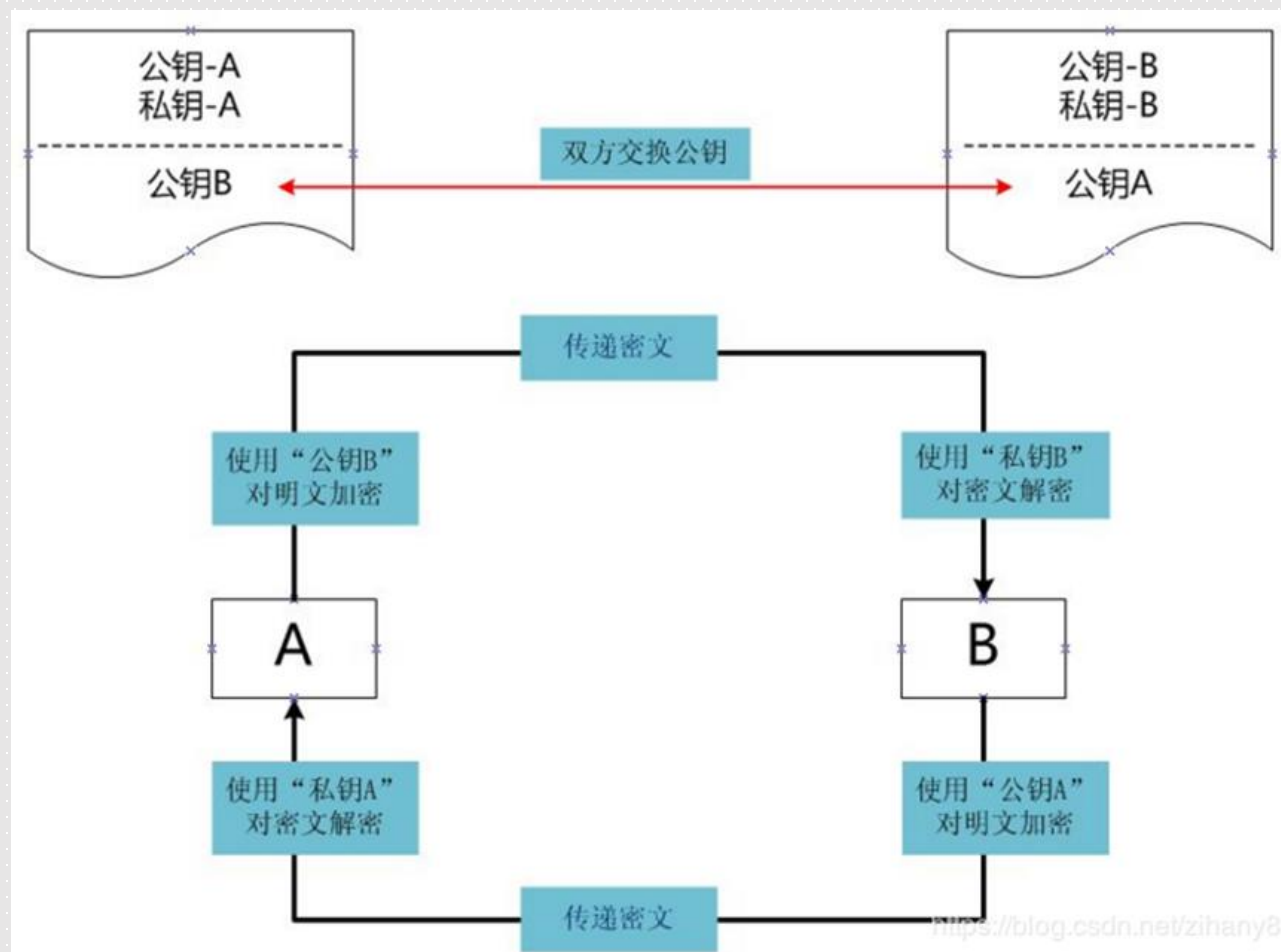 公钥-A
私钥-A
公钥B
双方交换公钥
公钥-B
私钥-B
公钥A
传递密文
使用“公钥B”
对明文加密
使用“私钥B”
对密文解密
A
B
使用“私钥A”
对密文解密
使用“公钥A”
对明文加密
传递密文
https://blog.csdn.net/zihany8